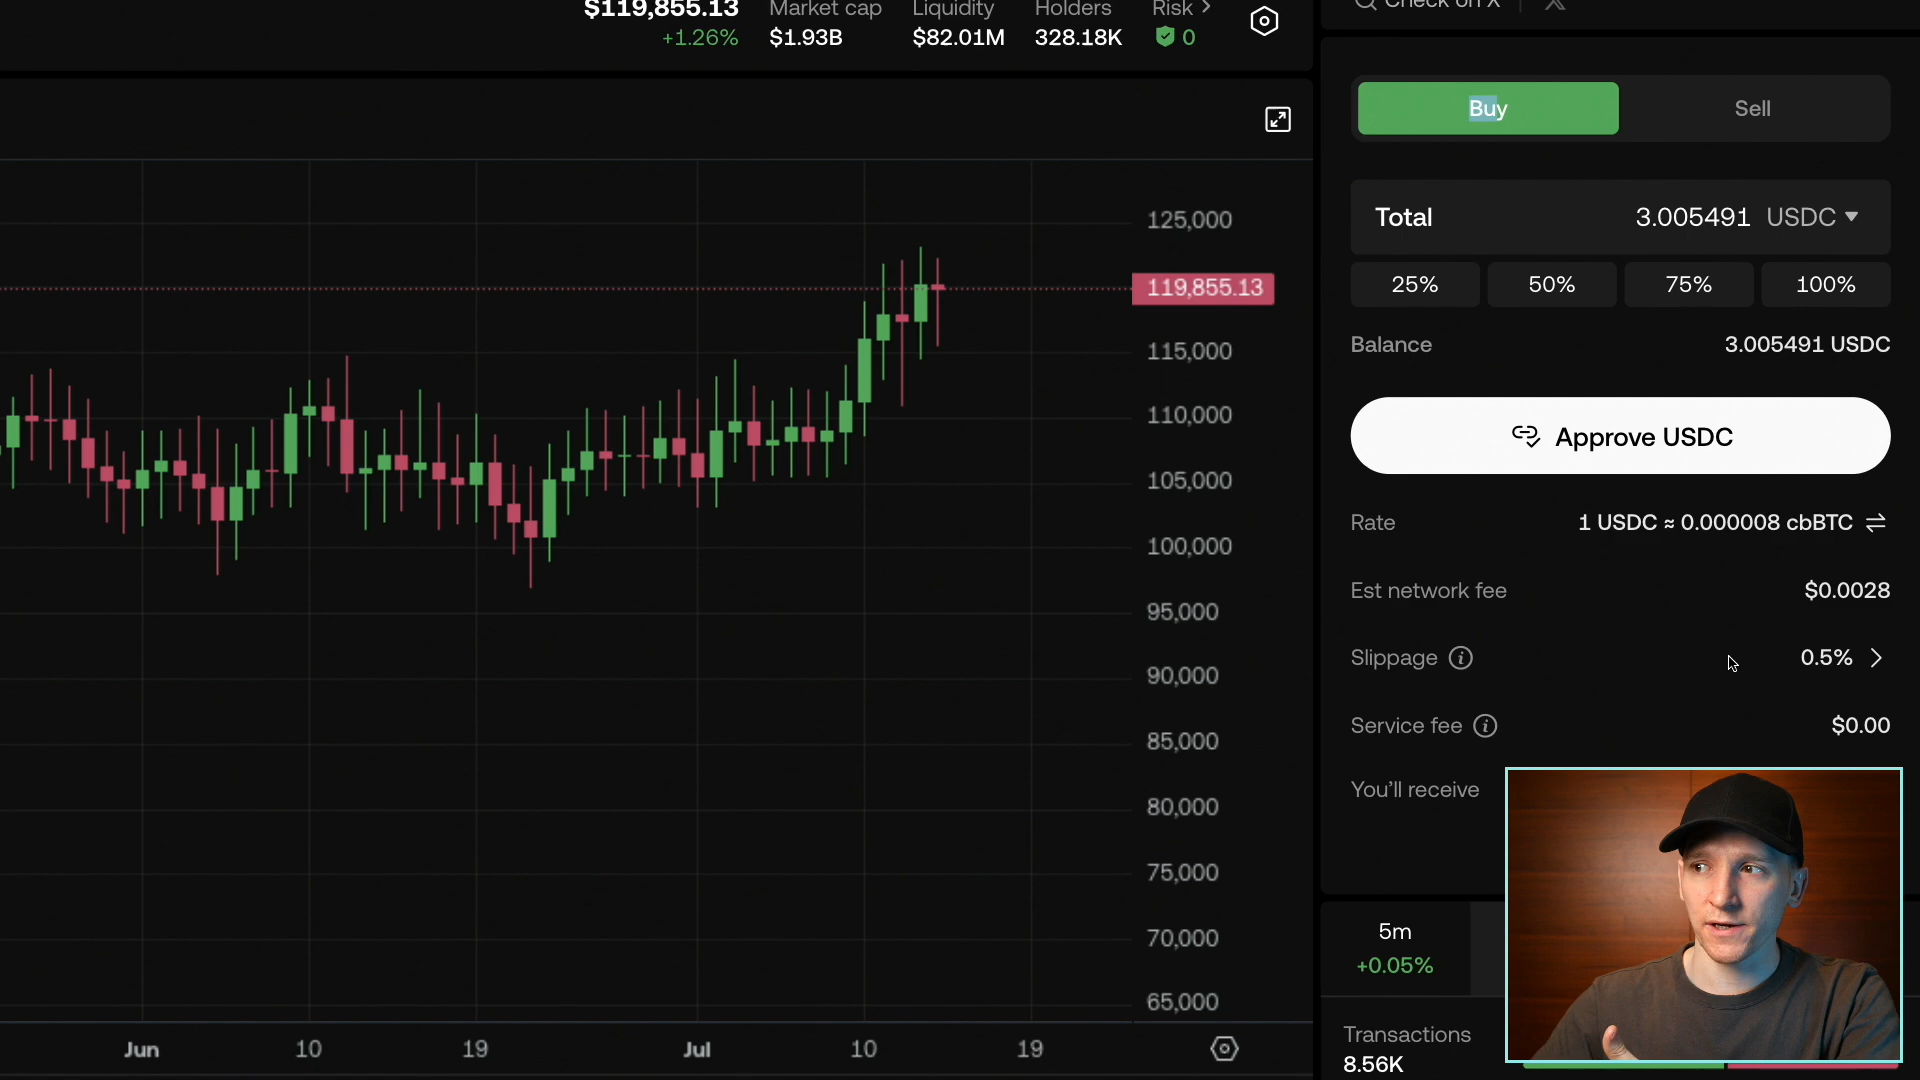 $119,855.13
+1.26%
Market cap
$1.93B
Liquidity
$82.01M
Holders
328.18K
Risk
0
Check on X
Buy
Sell
Total
3.005491 USDC
25%
50%
75%
100%
Balance
3.005491 USDC
Approve USDC
Rate
1 USDC ≈ 0.000008 cbBTC
Est network fee
$0.0028
Slippage
0.5%
Service fee
$0.00
You'll receive
5m
+0.05%
Transactions
8.56K
125,000
119,855.13
115,000
110,000
105,000
100,000
95,000
90,000
85,000
80,000
75,000
70,000
65,000
Jun
10
19
Jul
10
19